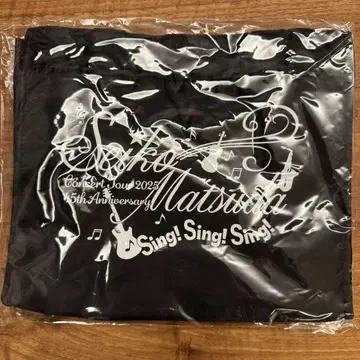 Seiko
Concert Tour 2025
45th Anniversary
Matsuda
Sing! Sing! Sing!